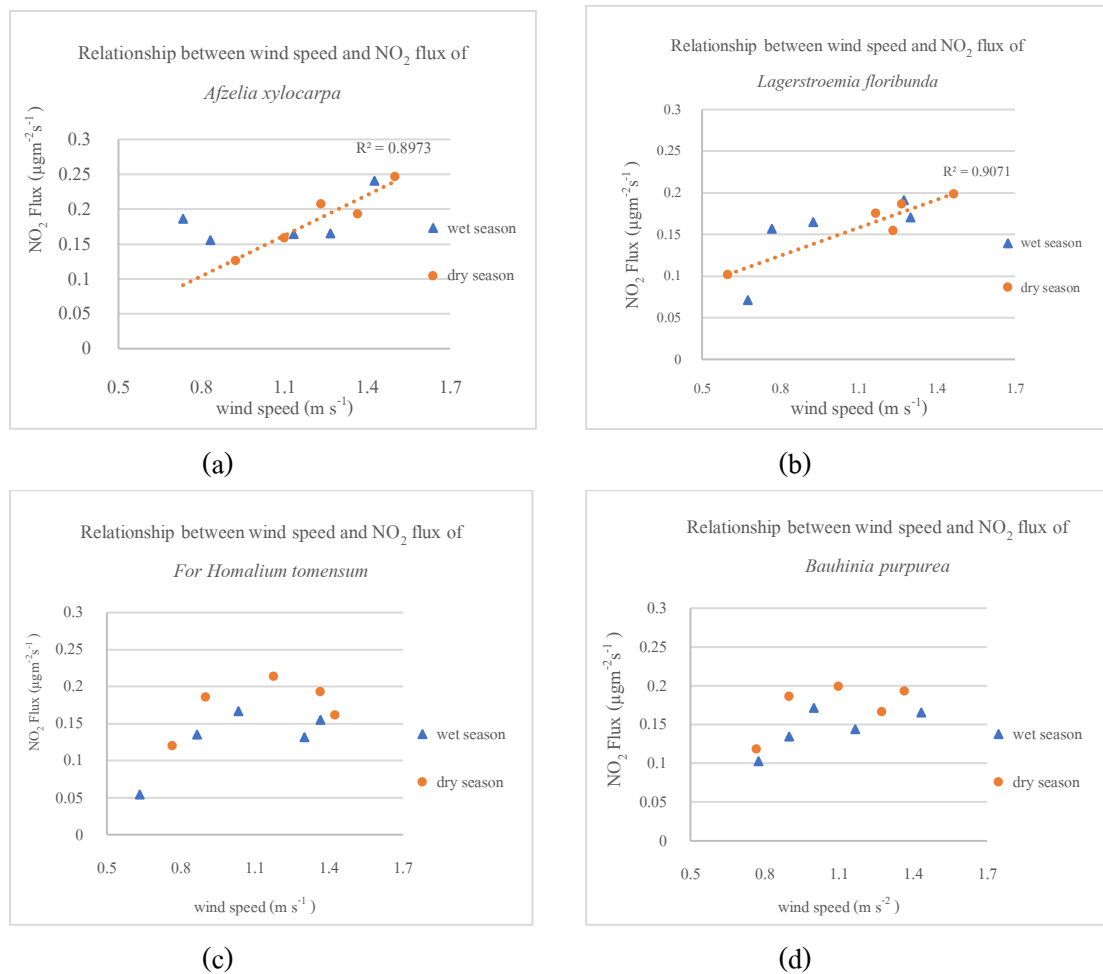 Relationship between wind speed and NO₂ flux of
Afzelia xylocarpa
NO₂ Flux (µgm⁻²s⁻¹)
0.3
0.25
0.2
0.15
0.1
0.05
0
R² = 0.8973
wet season
dry season
0.5 0.8 1.1 1.4 1.7
wind speed (m s⁻¹)
(a)
Relationship between wind speed and NO₂ flux of
Lagerstroemia floribunda
NO₂ Flux (µgm⁻²s⁻¹)
0.3
0.25
0.2
0.15
0.1
0.05
0
R² = 0.9071
wet season
dry season
0.5 0.8 1.1 1.4 1.7
wind speed (m s⁻¹)
(b)
Relationship between wind speed and NO₂ flux of
For Homalium tomensum
NO₂ Flux (µgm⁻²s⁻¹)
0.3
0.25
0.2
0.15
0.1
0.05
0
wet season
dry season
0.5 0.8 1.1 1.4 1.7
wind speed (m s⁻¹)
(c)
Relationship between wind speed and NO₂ flux of
Bauhinia purpurea
NO₂ Flux (µgm⁻²s⁻¹)
0.3
0.25
0.2
0.15
0.1
0.05
0
wet season
dry season
0.5 0.8 1.1 1.4 1.7
wind speed (m s⁻²)
(d)